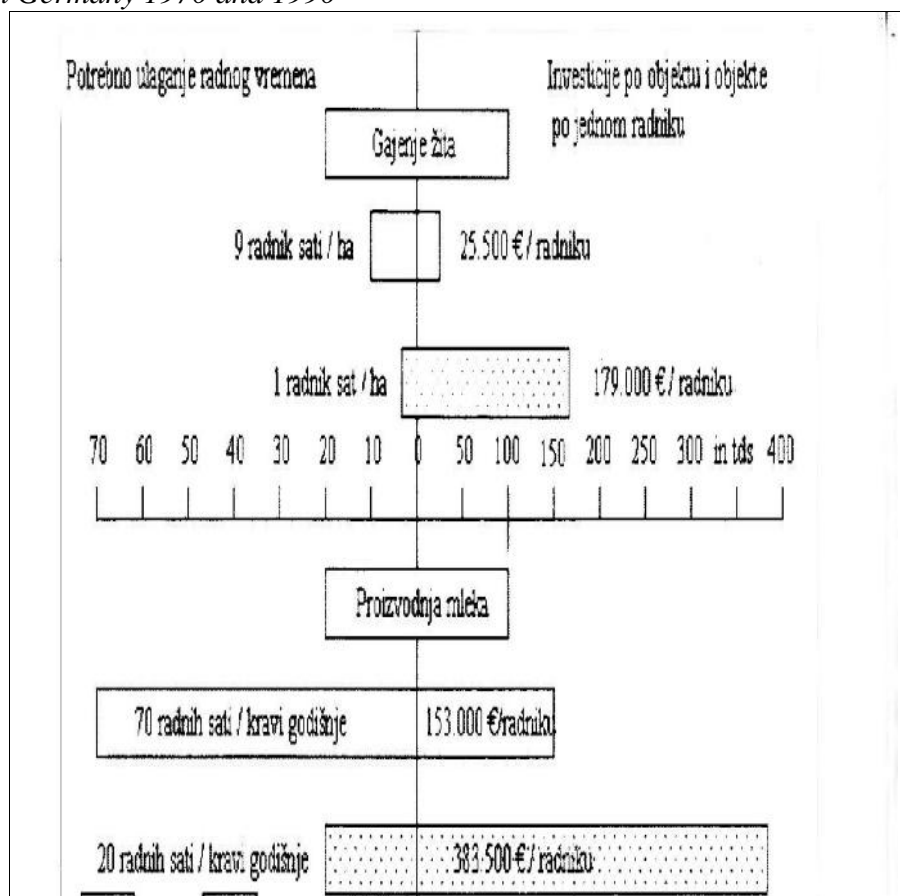 Germany 1970 and 1990
Potrebno ulaganje radnog vremena
Investicije po objektu i objekte
po jednom radniku
Gajenje žita
9 radnik sati / ha
25.500 € / radniku
1 radnik sat / ha
179.000 € / radniku
70 60 50 40 30 20 10 0 50 100 150 200 250 300 in tds 400
Proizvodnja mleka
70 radnih sati / kravi godišnje
153.000 €/radniku
20 radnih sati / kravi godišnje
383.500 € / radniku